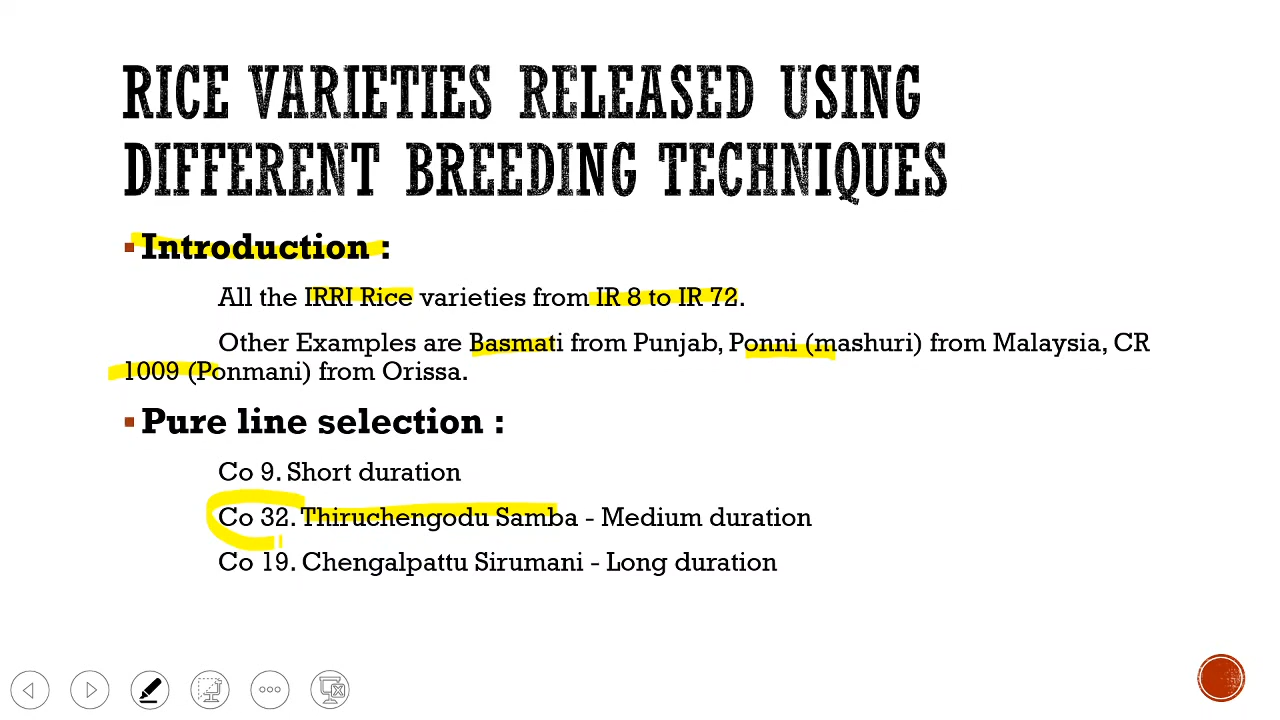 RICE VARIETIES RELEASED USING
DIFFERENT BREEDING TECHNIQUES
Introduction :
All the IRRI Rice varieties from IR 8 to IR 72.
Other Examples are Basmati from Punjab, Ponni (mashuri) from Malaysia, CR
1009 (Ponmani) from Orissa.
Pure line selection :
Co 9. Short duration
Co 32. Thiruchengodu Samba - Medium duration
Co 19. Chengalpattu Sirumani - Long duration